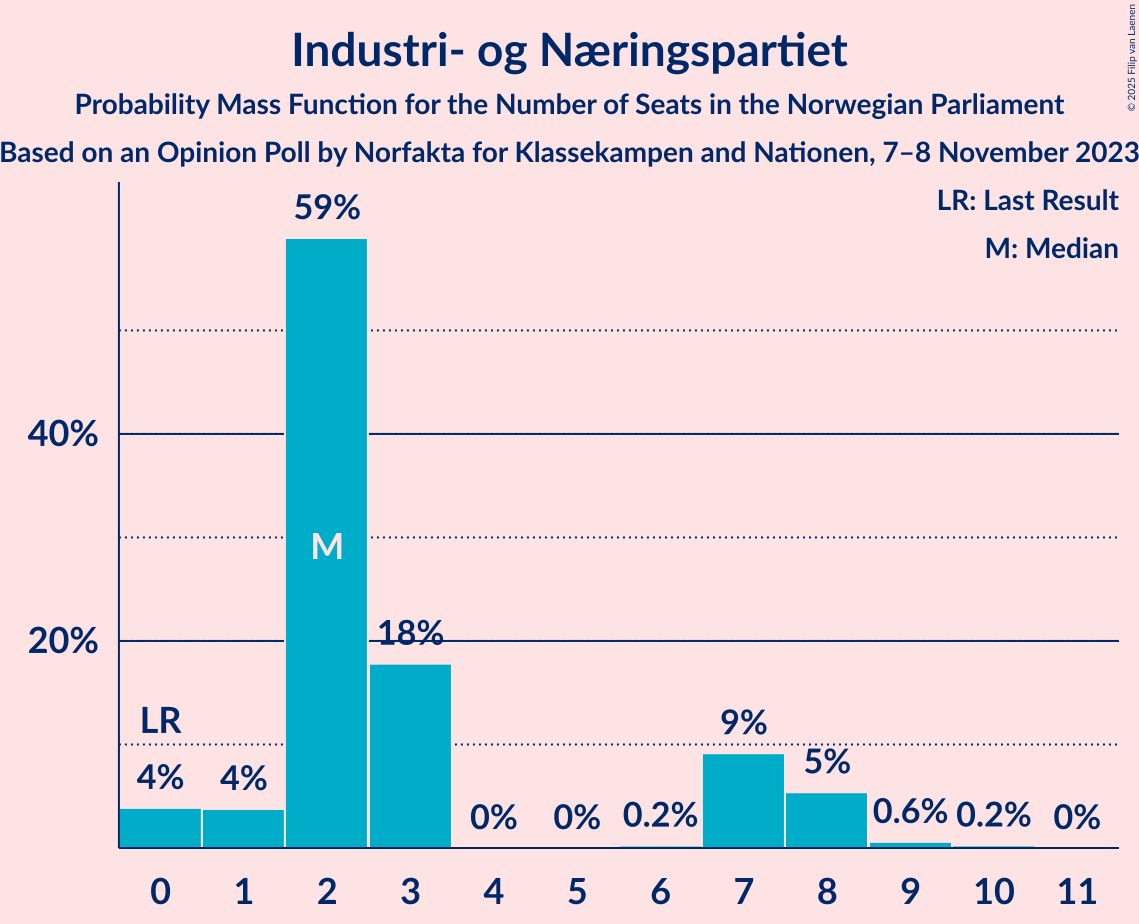 Industri- og Næringspartiet
Probability Mass Function for the Number of Seats in the Norwegian Parliament
Based on an Opinion Poll by Norfakta for Klassekampen and Nationen, 7–8 November 2023
© 2025 Filip van Laenen
LR: Last Result
M: Median
59%
40%
M
20%
18%
LR
4%
4%
0%
0%
0.2%
9%
5%
0.6%
0.2%
0%
0 1 2 3 4 5 6 7 8 9 10 11